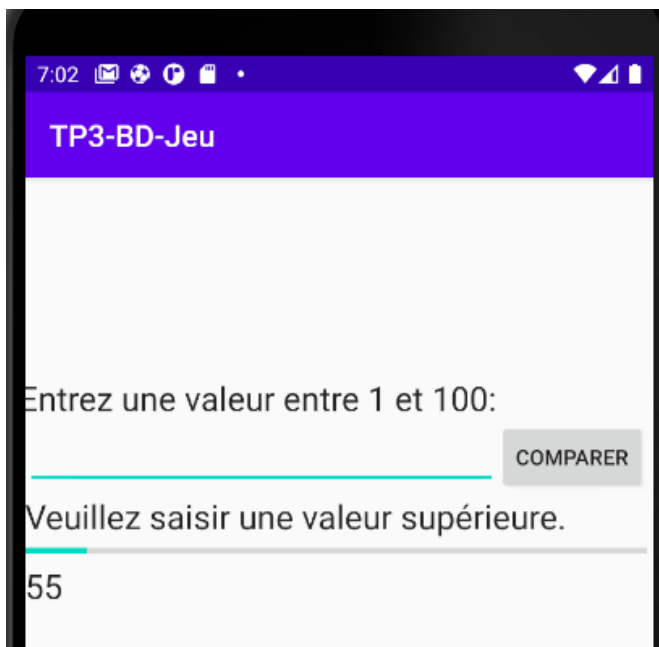 7:02
TP3-BD-Jeu
Entrez une valeur entre 1 et 100:
COMPARER
Veuillez saisir une valeur supérieure.
55